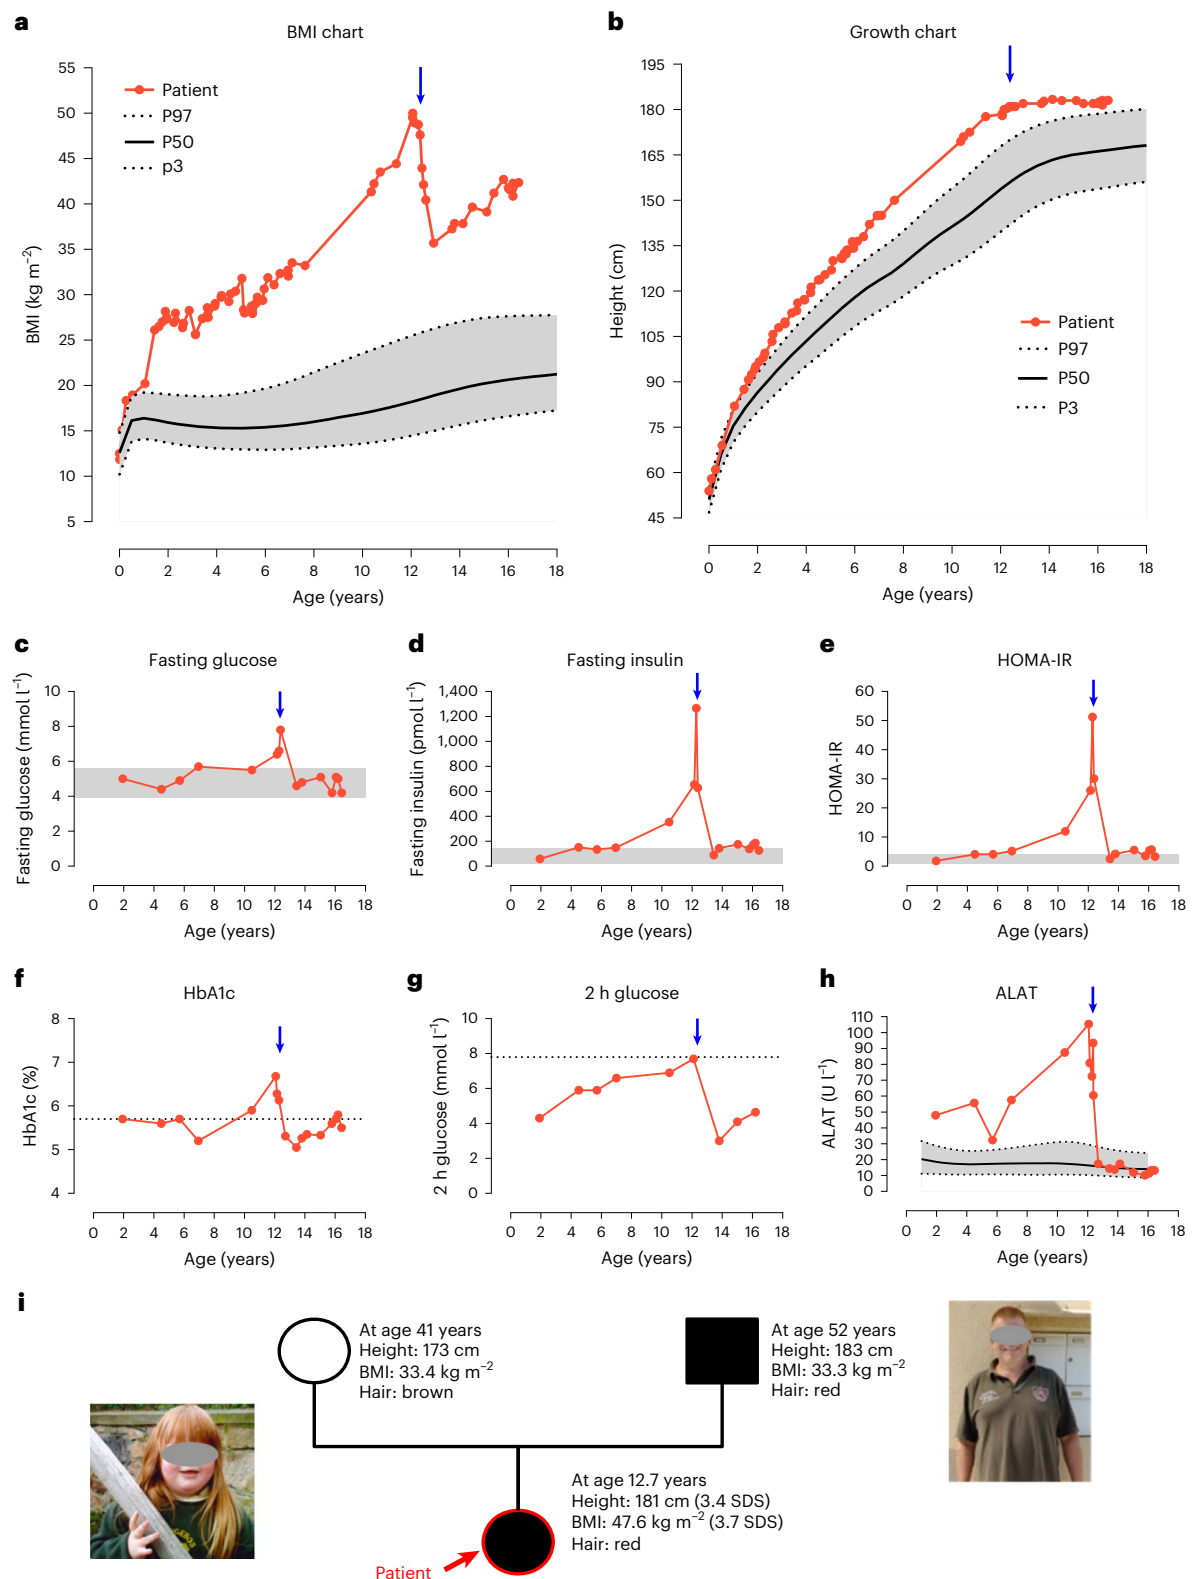 a
BMI chart
BMI (kg m⁻²)
55
50
45
40
35
30
25
20
15
10
5
Patient
P97
P50
p3
0 2 4 6 8 10 12 14 16 18
Age (years)
b
Growth chart
Height (cm)
195
180
165
150
135
120
105
90
75
60
45
Patient
P97
P50
P3
0 2 4 6 8 10 12 14 16 18
Age (years)
c
Fasting glucose
Fasting glucose (mmol l⁻¹)
10
8
6
4
2
0
0 2 4 6 8 10 12 14 16 18
Age (years)
d
Fasting insulin
Fasting insulin (pmol l⁻¹)
1,400
1,200
1,000
800
600
400
200
0
0 2 4 6 8 10 12 14 16 18
Age (years)
e
HOMA-IR
HOMA-IR
60
50
40
30
20
10
0
0 2 4 6 8 10 12 14 16 18
Age (years)
f
HbA1c
HbA1c (%)
8
7
6
5
4
0 2 4 6 8 10 12 14 16 18
Age (years)
g
2 h glucose
2 h glucose (mmol l⁻¹)
10
8
6
4
2
0
0 2 4 6 8 10 12 14 16 18
Age (years)
h
ALAT
ALAT (U l⁻¹)
110
100
90
80
70
60
50
40
30
20
10
0
0 2 4 6 8 10 12 14 16 18
Age (years)
i
At age 41 years
Height: 173 cm
BMI: 33.4 kg m⁻²
Hair: brown
At age 52 years
Height: 183 cm
BMI: 33.3 kg m⁻²
Hair: red
At age 12.7 years
Height: 181 cm (3.4 SDS)
BMI: 47.6 kg m⁻² (3.7 SDS)
Hair: red
Patient